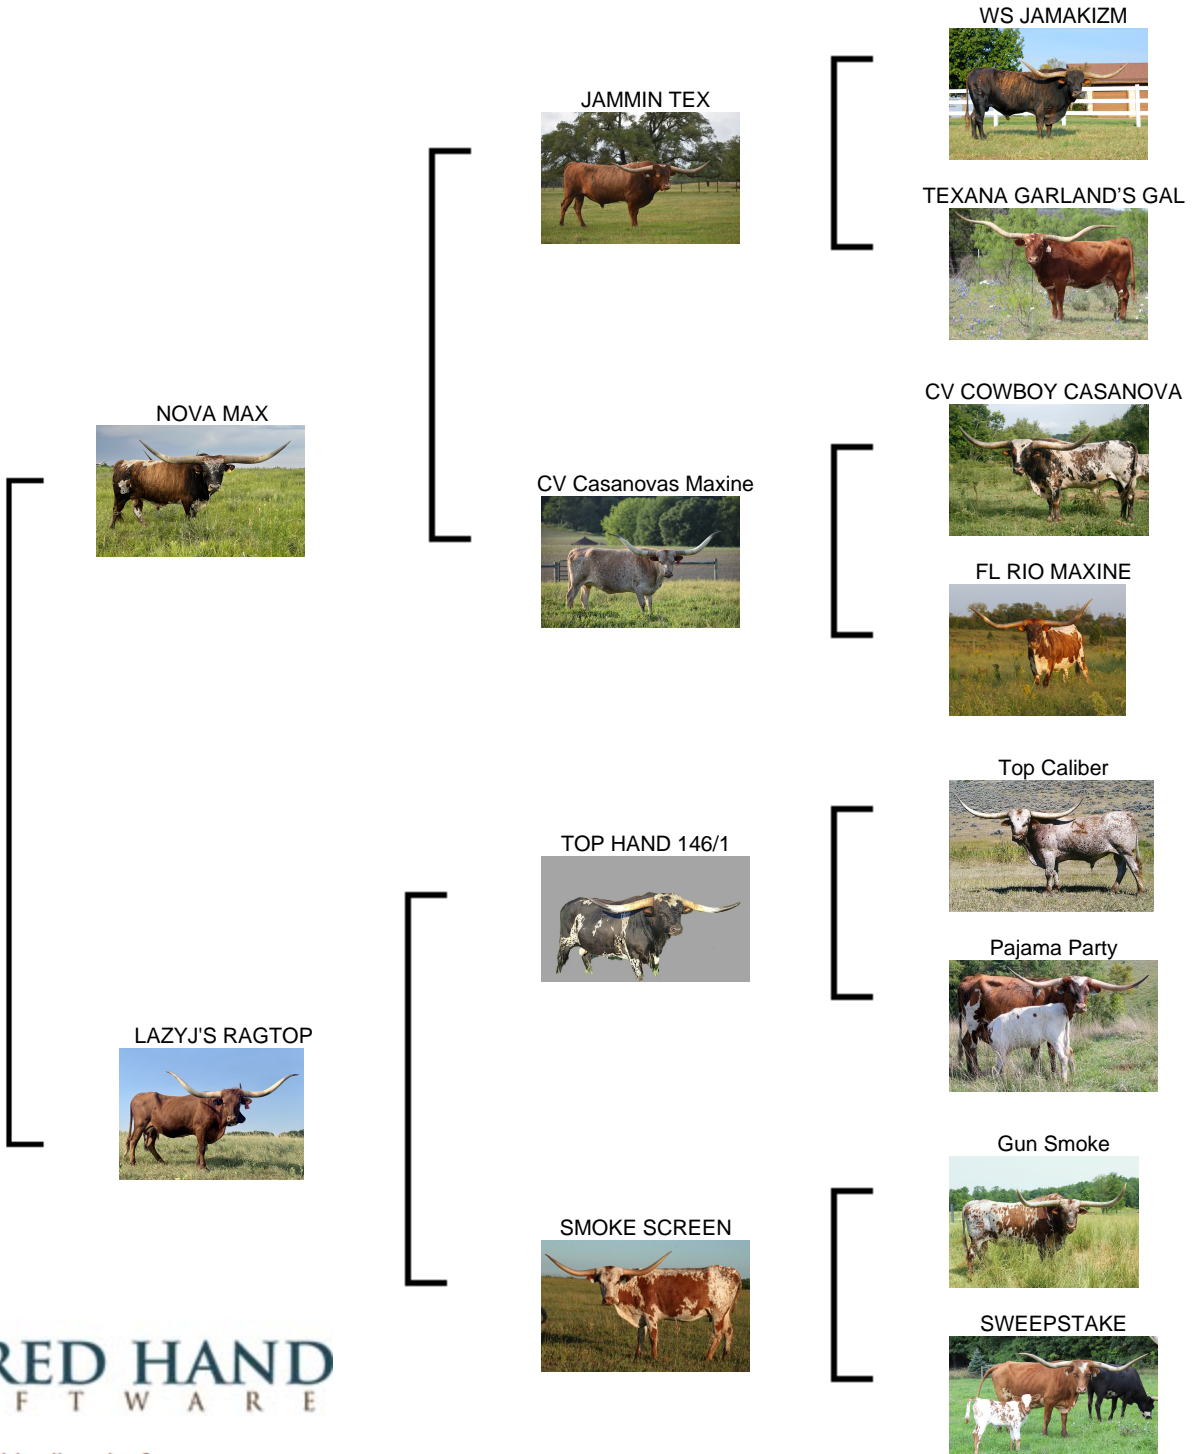 WS JAMAKIZM
JAMMIN TEX
TEXANA GARLAND'S GAL
NOVA MAX
CV COWBOY CASANOVA
CV Casanovas Maxine
FL RIO MAXINE
Top Caliber
TOP HAND 146/1
Pajama Party
LAZYJ'S RAGTOP
Gun Smoke
SMOKE SCREEN
SWEEPSTAKE
RED HAND
F T W A R E